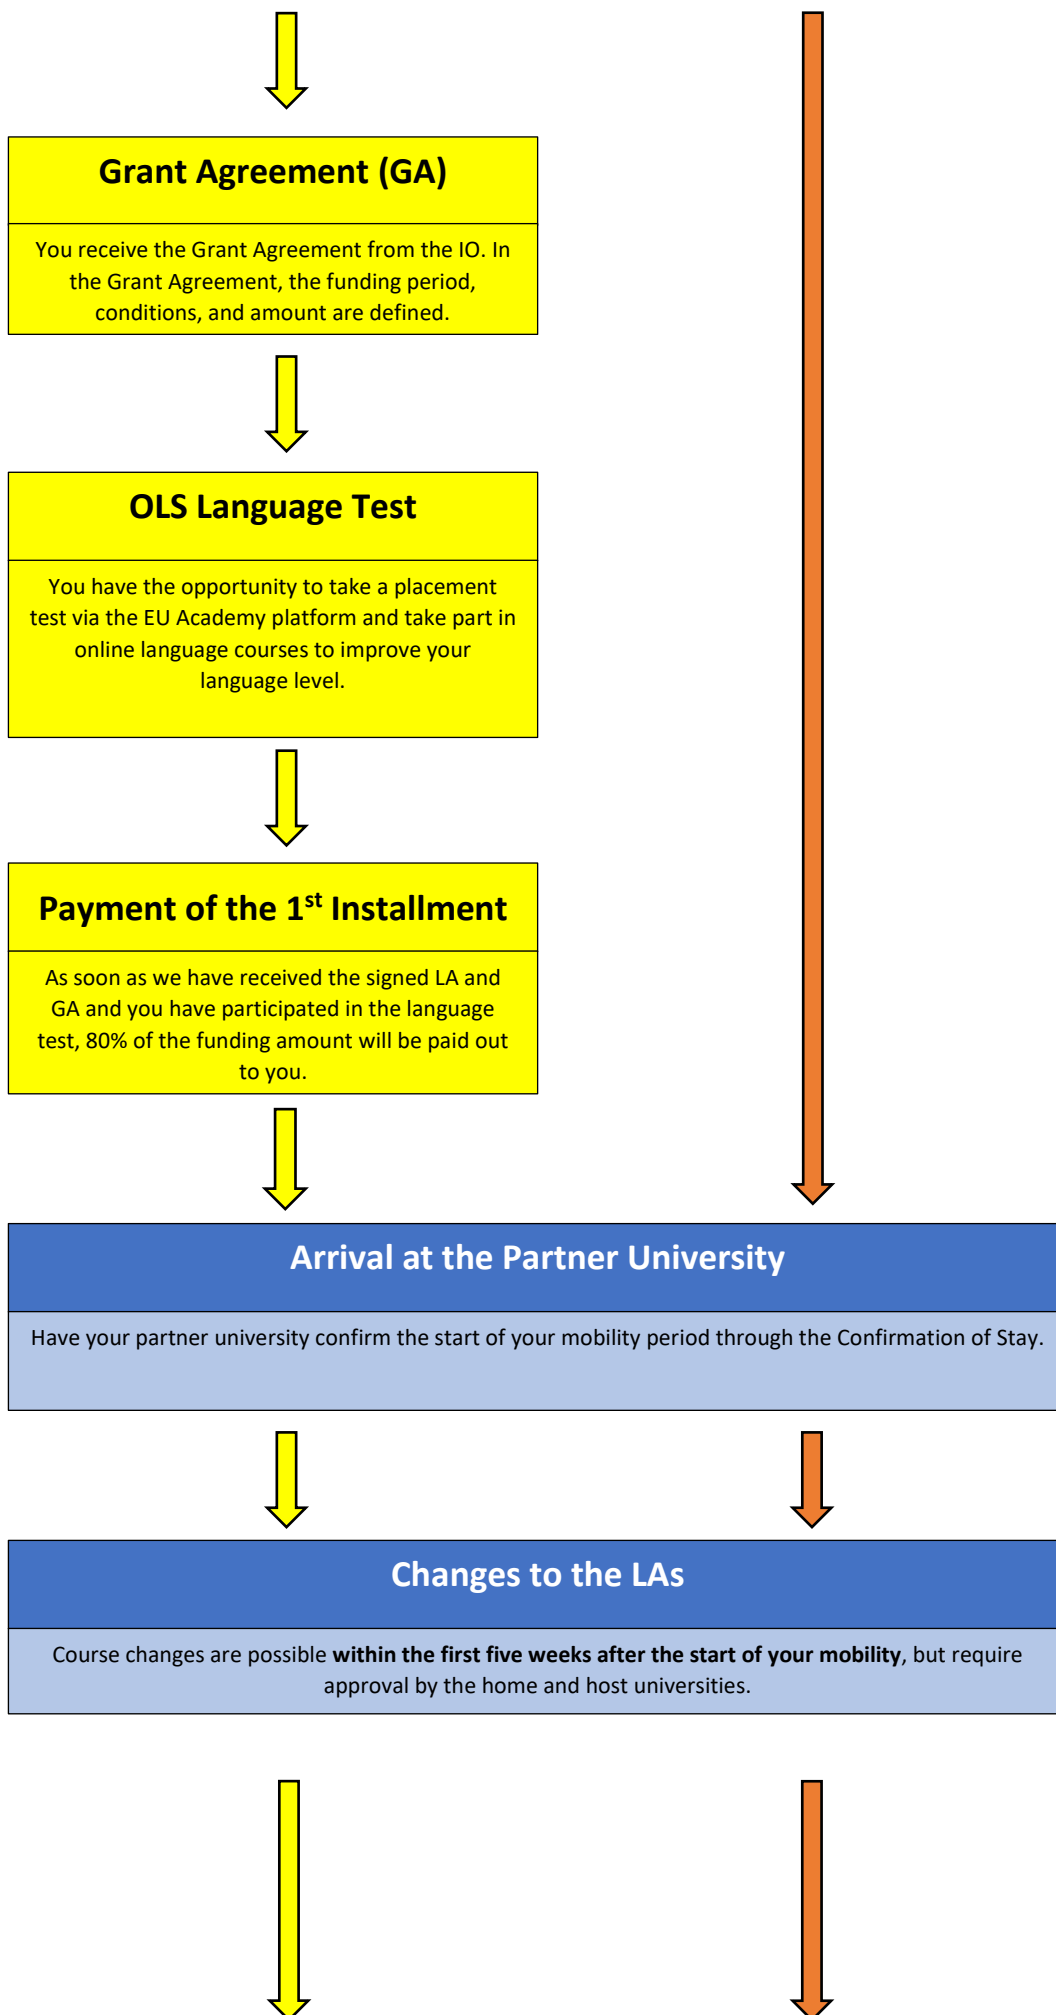 Grant Agreement (GA)
You receive the Grant Agreement from the IO. In
the Grant Agreement, the funding period,
conditions, and amount are defined.
OLS Language Test
You have the opportunity to take a placement
test via the EU Academy platform and take part in
online language courses to improve your
language level.
Payment of the 1st Installment
As soon as we have received the signed LA and
GA and you have participated in the language
test, 80% of the funding amount will be paid out
to you.
Arrival at the Partner University
Have your partner university confirm the start of your mobility period through the Confirmation of Stay.
Changes to the LAs
Course changes are possible within the first five weeks after the start of your mobility, but require
approval by the home and host universities.